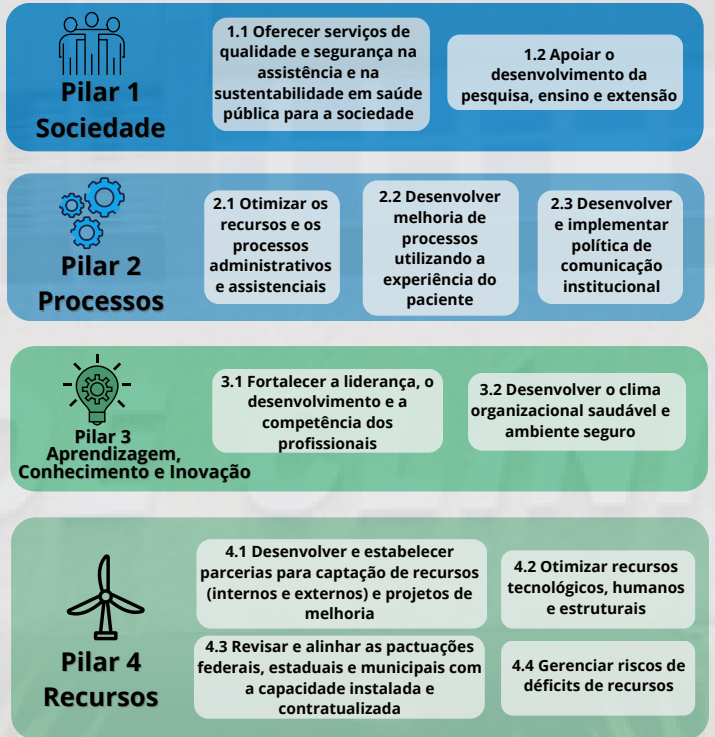 Pilar 1
Sociedade
1.1 Oferecer serviços de
qualidade e segurança na
assistência e na
sustentabilidade em saúde
pública para a sociedade
1.2 Apoiar o
desenvolvimento da
pesquisa, ensino e extensão
Pilar 2
Processos
2.1 Otimizar os
recursos e os
processos
administrativos
e assistenciais
2.2 Desenvolver
melhoria de
processos
utilizando a
experiência do
paciente
2.3 Desenvolver
e implementar
política de
comunicação
institucional
Pilar 3
Aprendizagem,
Conhecimento e Inovação
3.1 Fortalecer a liderança, o
desenvolvimento e a
competência dos
profissionais
3.2 Desenvolver o clima
organizacional saudável e
ambiente seguro
Pilar 4
Recursos
4.1 Desenvolver e estabelecer
parcerias para captação de recursos
(internos e externos) e projetos de
melhoria
4.2 Otimizar recursos
tecnológicos, humanos
e estruturais
4.3 Revisar e alinhar as pactuações
federais, estaduais e municipais com
a capacidade instalada e
contratualizada
4.4 Gerenciar riscos de
déficits de recursos